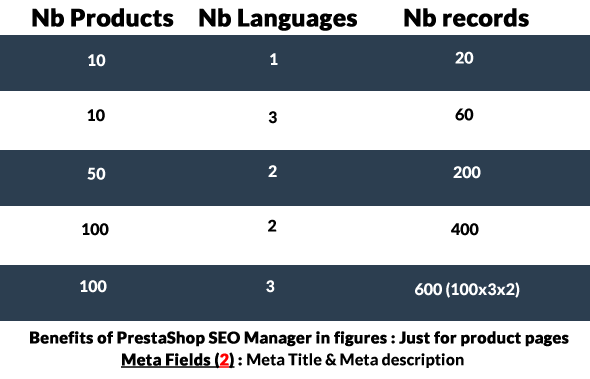 Nb Products Nb Languages Nb records
10 1 20
10 3 60
50 2 200
100 2 400
100 3 600 (100x3x2)
Benefits of PrestaShop SEO Manager in figures : Just for product pages
Meta Fields (2) : Meta Title & Meta description